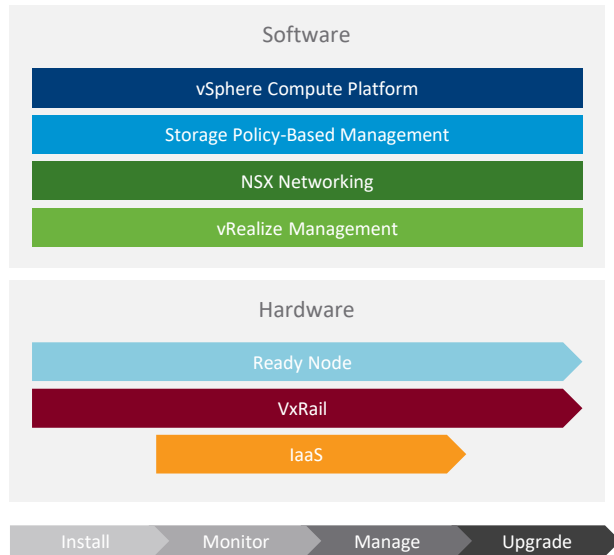 Software
vSphere Compute Platform
Storage Policy-Based Management
NSX Networking
vRealize Management
Hardware
Ready Node
VxRail
IaaS
Install Monitor Manage Upgrade